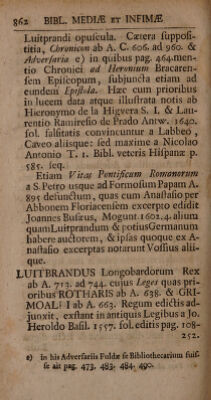 862 BIBL. MEDIÆ ET INFIMÆ
Luitprandi opuscula. Cætera supposi-
titia, Chronicon ab A. C. 606. ad 960. &
Adversaria e) in quibus pag. 464. men-
tio Chronici ad Heronium Bracaren-
sem Episcopum, subjuncta etiam ad
eundem Epistola. Hæc cum prioribus
in lucem data atque illustrata notis ab
Hieronymo de la Higuera S. I. & Lau-
rentio Ramiresio de Prado Antw. 1640.
fol. falsitatis convincuntur a Labbeo,
Caveo aliisque: sed maxime a Nicolao
Antonio T. 1. Bibl. veteris Hispanæ p.
585. seq.
Etiam Vitæ Pontificum Romanorum
a S. Petro usque ad Formosum Papam A.
895 defunctum, quas cum Anastasio per
Abbonem Floriacensem excerpto edidit
Joannes Busæus, Mogunt. 1602. 4. alium
quam Luitprandum & potius Germanum
habere auctorem, & ipsas quoque ex A-
nastasio excerptas notarunt Vossius alii-
que.
LUITBRANDUS Longobardorum Rex
ab A. 713. ad 744. cujus Leges quas pri-
oribus ROTHARIS ab A. 638. & GRI-
MOALDI ab A. 663. Regum edictis ad-
junxit, exstant in antiquis Legibus a Jo.
Heroldo Basil. 1557. fol. editis pag. 108-
252.
e) in his Adversariis Fuldæ se Bibliothecarium fuis-
se ait pag. 473. 483. 484. 490.